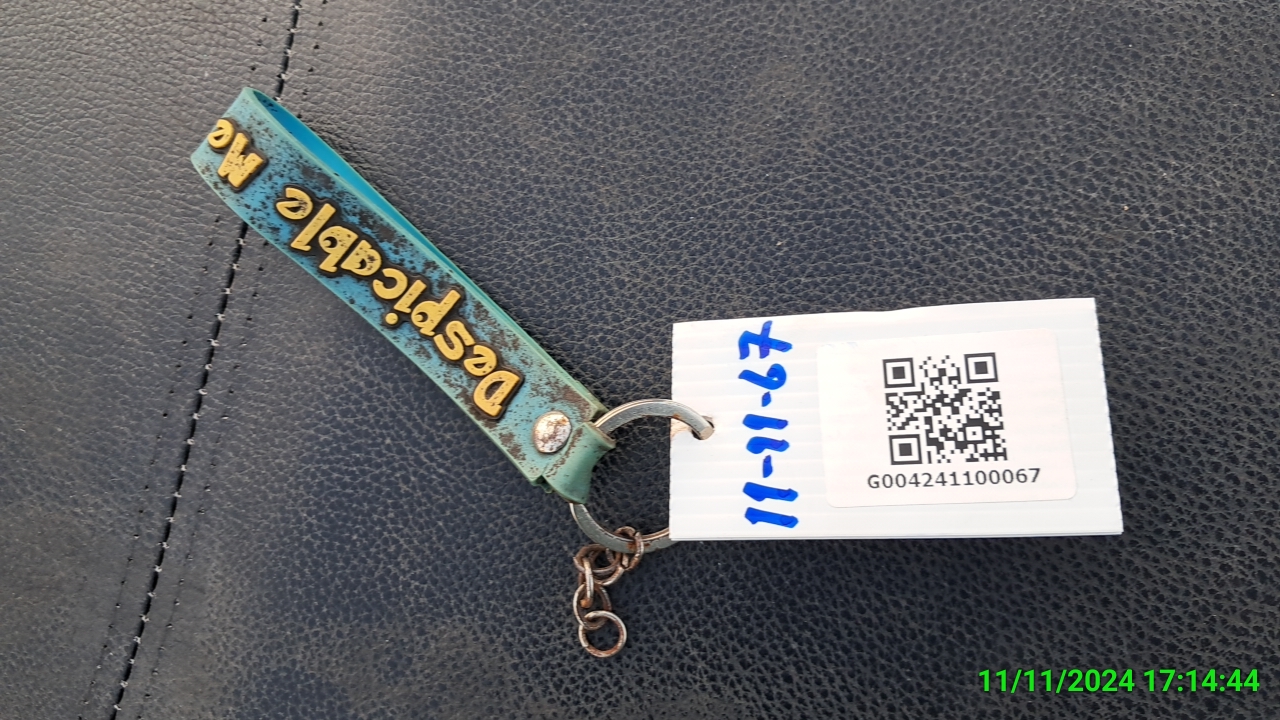 Despicable Me
11-11-67
G004241100067
11/11/2024 17:14:44